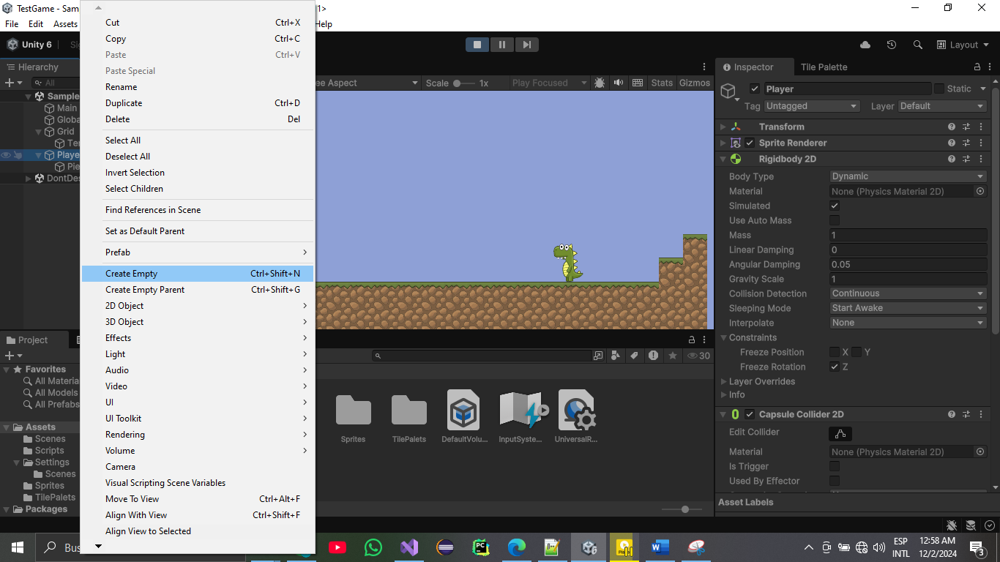 TestGame - Sam
1>
File Edit Assets
Help
Unity 6
Layout
Hierarchy
All
Sample
Main
Globa
Grid
Ter
Playe
Pie
DontDes
Cut Ctrl+X
Copy Ctrl+C
Paste Ctrl+V
Paste Special
Rename
Duplicate Ctrl+D
Delete Del
Select All
Deselect All
Invert Selection
Select Children
Find References in Scene
Set as Default Parent
Prefab
Create Empty Ctrl+Shift+N
Create Empty Parent Ctrl+Shift+G
2D Object
3D Object
Effects
Light
Audio
Video
UI
UI Toolkit
Rendering
Volume
Camera
Visual Scripting Scene Variables
Move To View Ctrl+Alt+F
Align With View Ctrl+Shift+F
Align View to Selected
ee Aspect Scale 1x Play Focused Stats Gizmos
Inspector Tile Palette
Player Static
Tag Untagged Layer Default
Transform
Sprite Renderer
Rigidbody 2D
Body Type Dynamic
Material None (Physics Material 2D)
Simulated
Use Auto Mass
Mass 1
Linear Damping 0
Angular Damping 0.05
Gravity Scale 1
Collision Detection Continuous
Sleeping Mode Start Awake
Interpolate None
Constraints
Freeze Position X Y
Freeze Rotation Z
Layer Overrides
Info
Capsule Collider 2D
Edit Collider
Material None (Physics Material 2D)
Is Trigger
Used By Effector
Asset Labels
Project
30
Favorites
All Materia
All Models
All Prefabs
Assets
Scenes
Scripts
Settings
Scenes
Sprites
TilePalets
Packages
Sprites TilePalets DefaultVolu... InputSyste... UniversalR...
Bus
PC
ESP
INTL
12:58 AM
12/2/2024
3